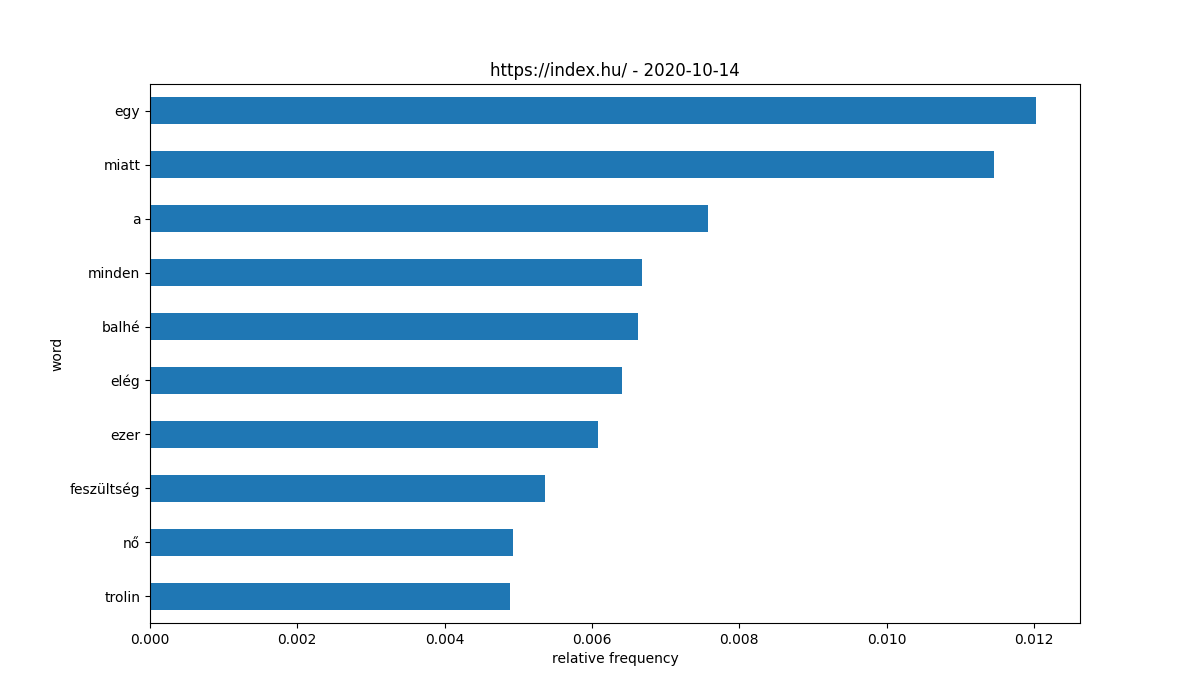 https://index.hu/ - 2020-10-14
egy
miatt
a
minden
balhé
elég
ezer
feszültség
nő
trolin
word
0.000 0.002 0.004 0.006 0.008 0.010 0.012
relative frequency